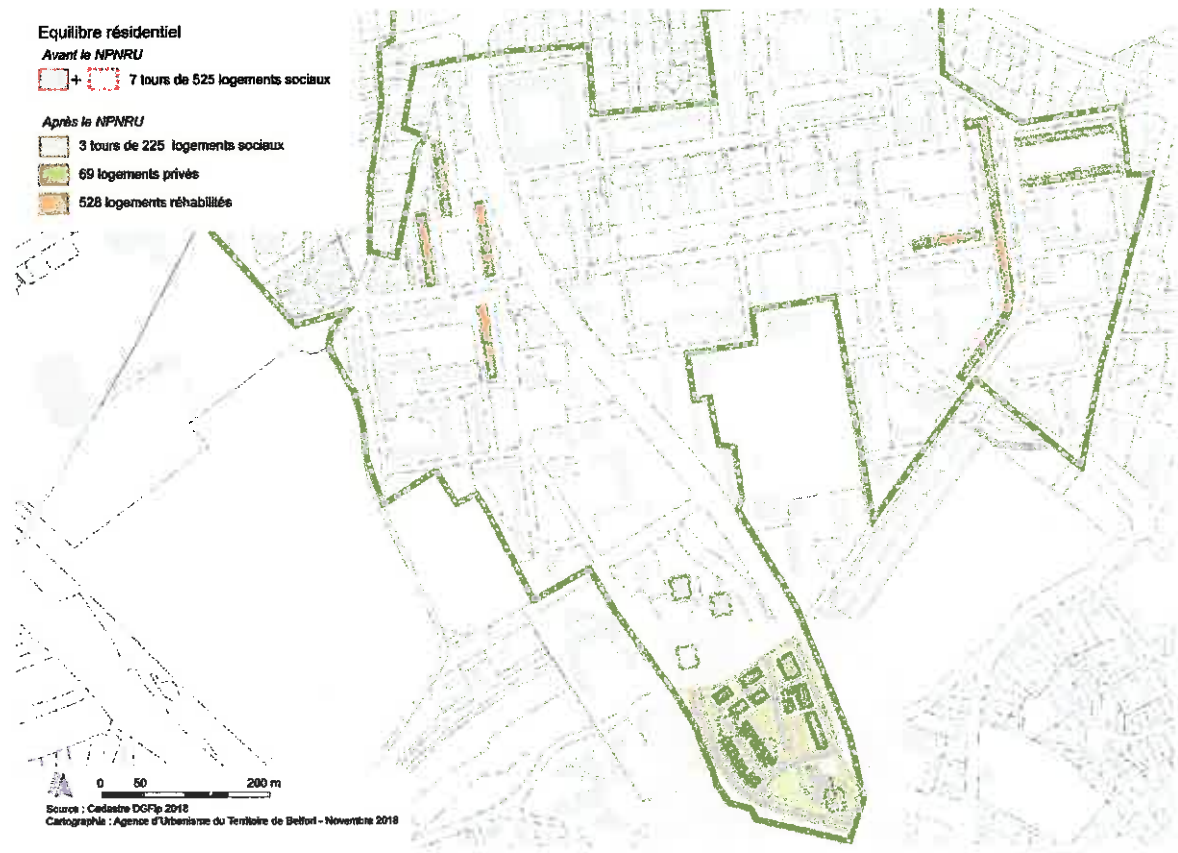 Equilibre résidentiel
Avant le NPNRU
+ 7 tours de 525 logements sociaux
Après le NPNRU
3 tours de 225 logements sociaux
69 logements privés
528 logements réhabilités
0 50 200 m
Source : Cadastre DGFip 2018
Cartographie : Agence d'Urbanisme du Territoire de Belfort - Novembre 2018